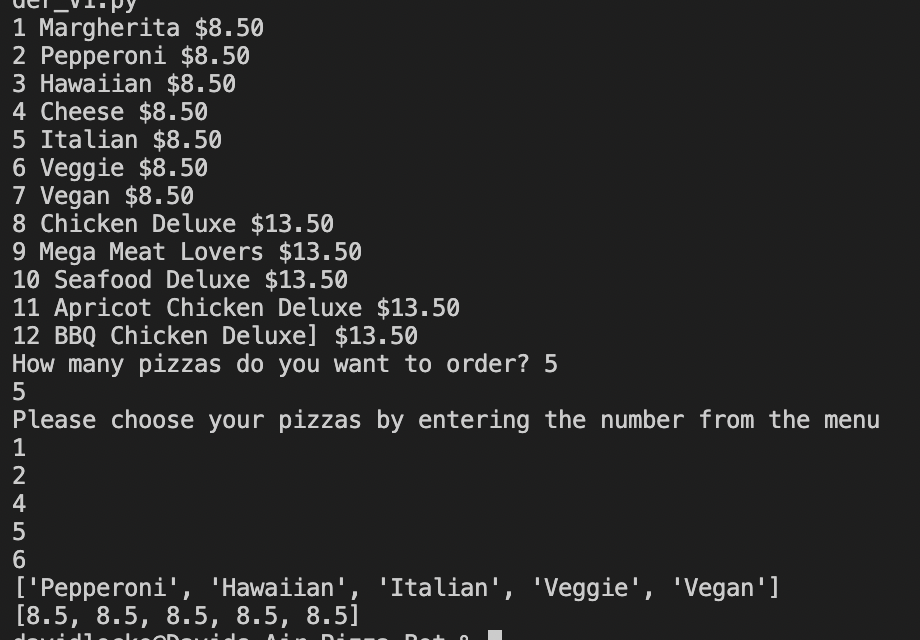 der_v1.py
1 Margherita $8.50
2 Pepperoni $8.50
3 Hawaiian $8.50
4 Cheese $8.50
5 Italian $8.50
6 Veggie $8.50
7 Vegan $8.50
8 Chicken Deluxe $13.50
9 Mega Meat Lovers $13.50
10 Seafood Deluxe $13.50
11 Apricot Chicken Deluxe $13.50
12 BBQ Chicken Deluxe] $13.50
How many pizzas do you want to order? 5
5
Please choose your pizzas by entering the number from the menu
1
2
4
5
6
['Pepperoni', 'Hawaiian', 'Italian', 'Veggie', 'Vegan']
[8.5, 8.5, 8.5, 8.5, 8.5]